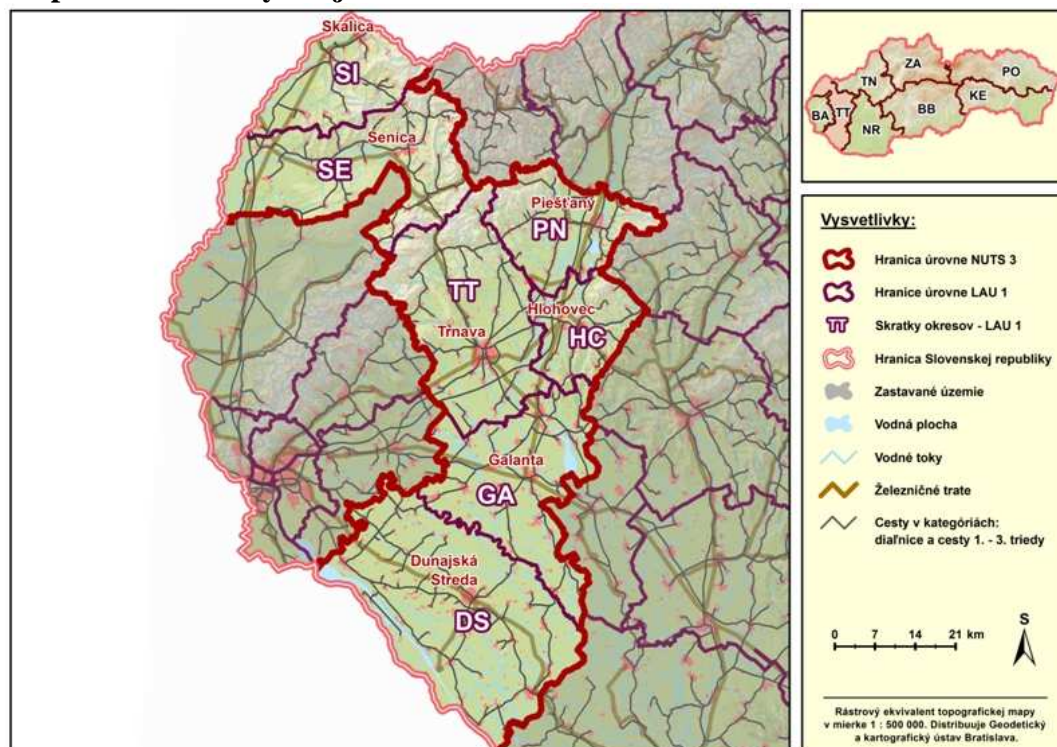 Skalica
SI
Senica
SE
Piešťany
PN
TT
Hlohovec
HC
Trnava
Galanta
GA
Dunajská
Streda
DS
ZA
PO
TN
KE
BA
TT
BB
NR
Vysvetlivky:
Hranica úrovne NUTS 3
Hranice úrovne LAU 1
TT Skratky okresov - LAU 1
Hranica Slovenskej republiky
Zastavané územie
Vodná plocha
Vodné toky
Železničné trate
Cesty v kategóriách:
diaľnice a cesty 1. - 3. triedy
S
0 7 14 21 km
Rástrový ekvivalent topografickej mapy
v mierke 1 : 500 000. Distribuuje Geodetický
a kartografický ústav Bratislava.